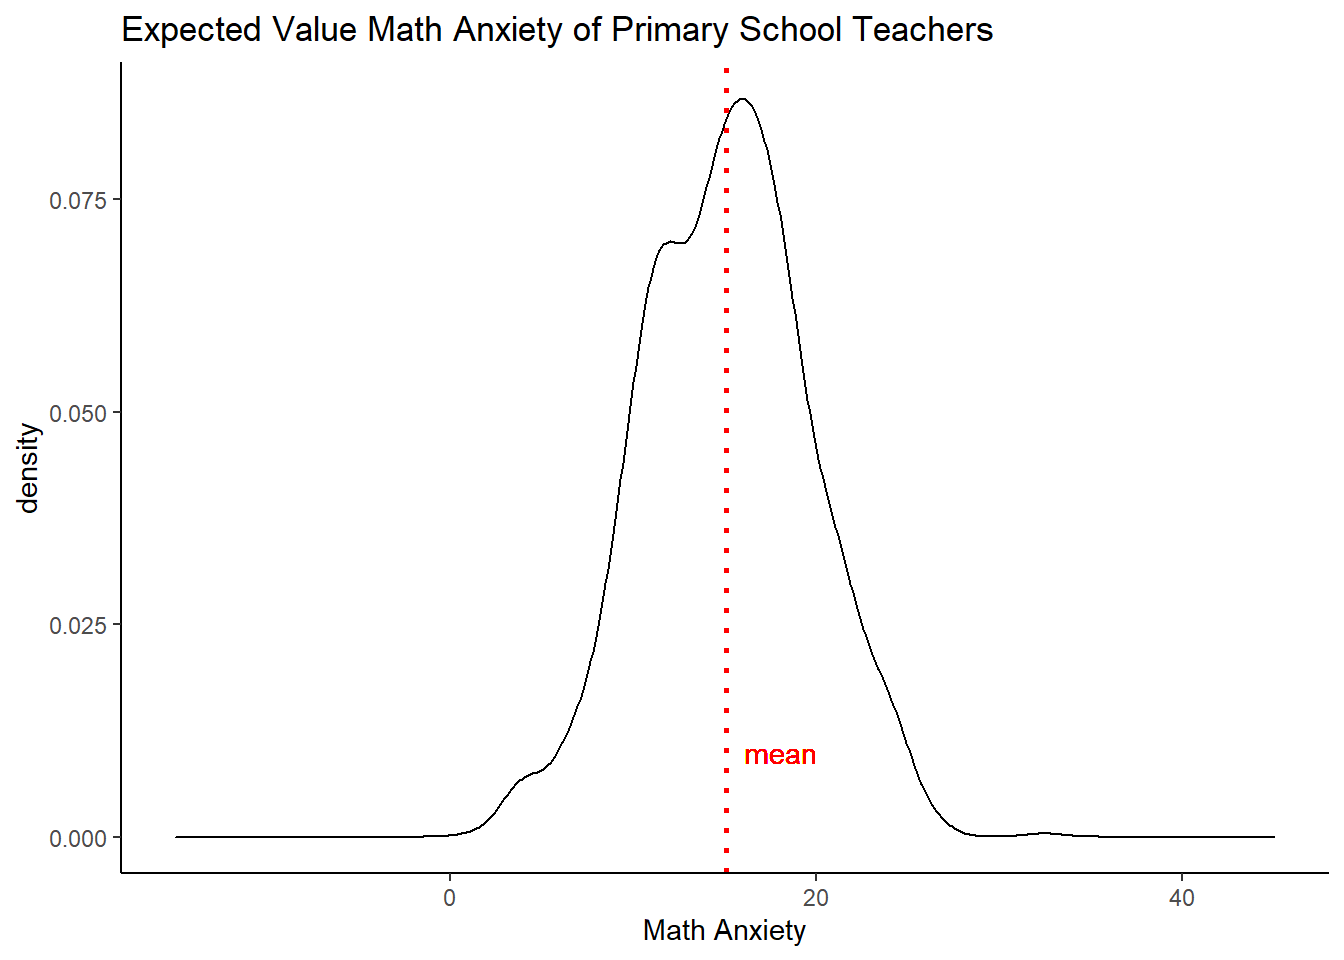 Expected Value Math Anxiety of Primary School Teachers
0.075
0.050
0.025
0.000
density
mean
0
20
40
Math Anxiety